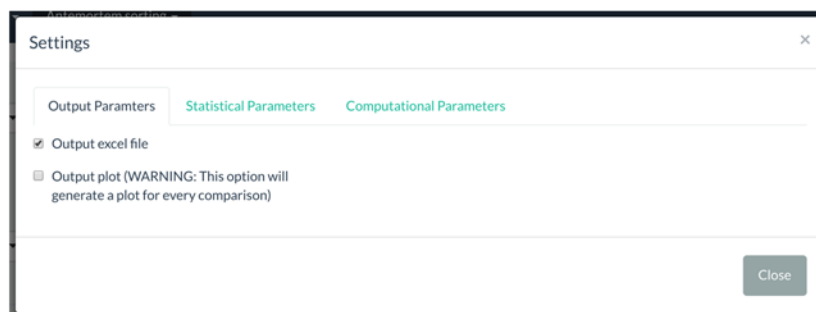 Antemortem sorting
Settings
×
Output Paramters Statistical Parameters Computational Parameters
Output excel file
Output plot (WARNING: This option will
generate a plot for every comparison)
Close